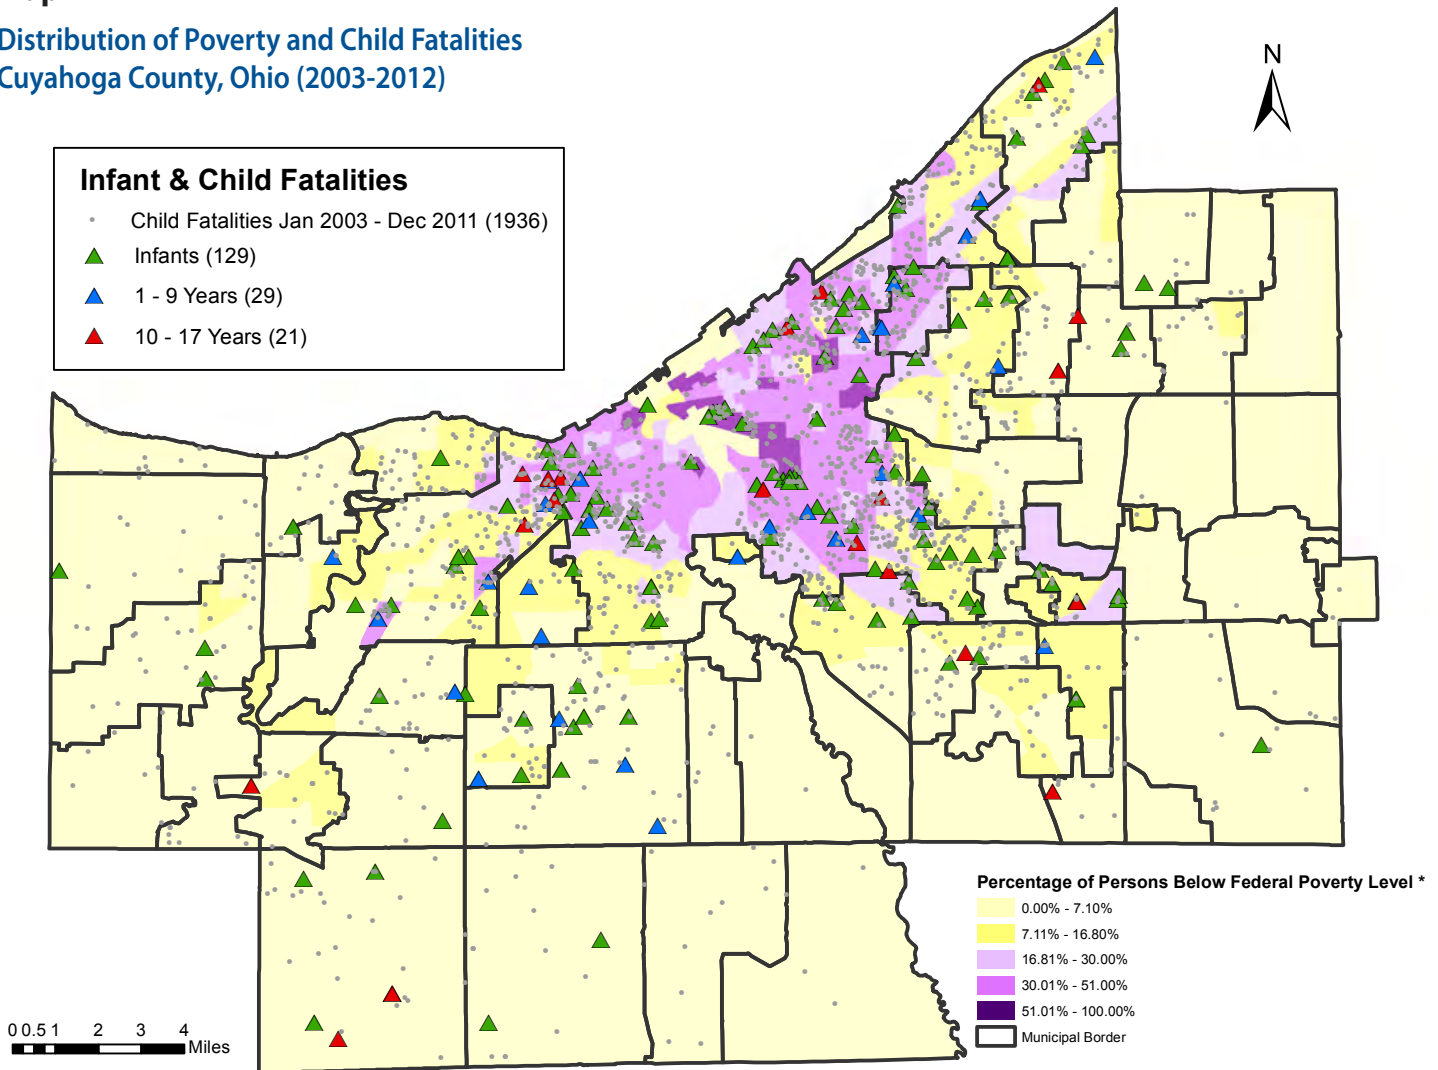 Distribution of Poverty and Child Fatalities
Cuyahoga County, Ohio (2003-2012)
N
Infant & Child Fatalities
Child Fatalities Jan 2003 - Dec 2011 (1936)
Infants (129)
1 - 9 Years (29)
10 - 17 Years (21)
Percentage of Persons Below Federal Poverty Level *
0.00% - 7.10%
7.11% - 16.80%
16.81% - 30.00%
30.01% - 51.00%
51.01% - 100.00%
Municipal Border
0 0.5 1 2 3 4
Miles